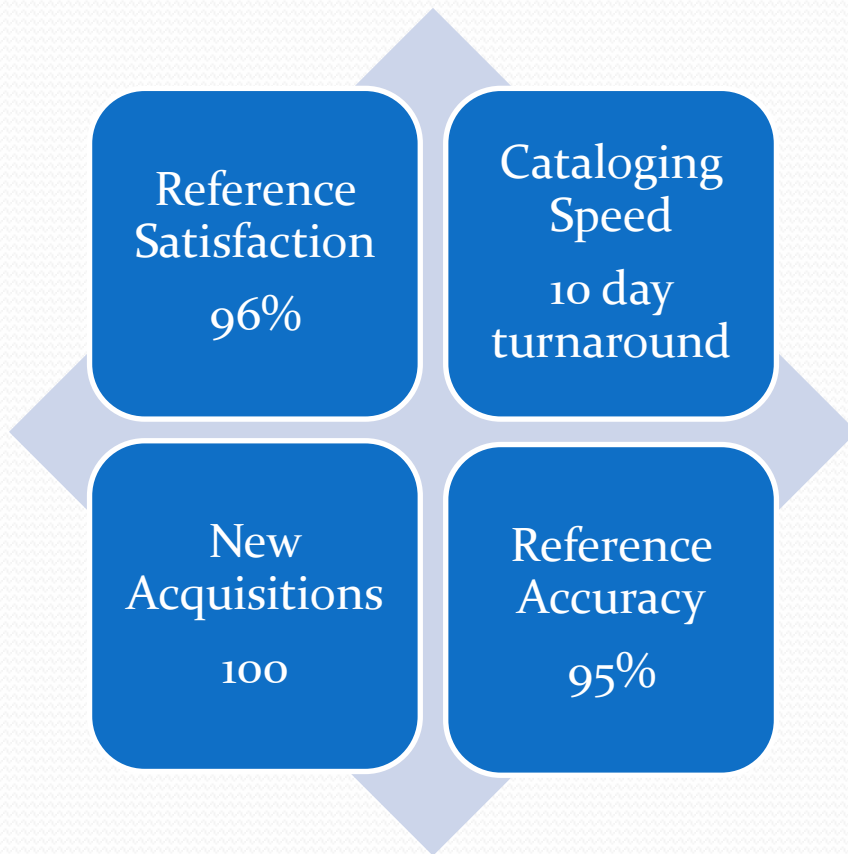 Reference
Satisfaction
96%
Cataloging
Speed
10 day
turnaround
New
Acquisitions
100
Reference
Accuracy
95%